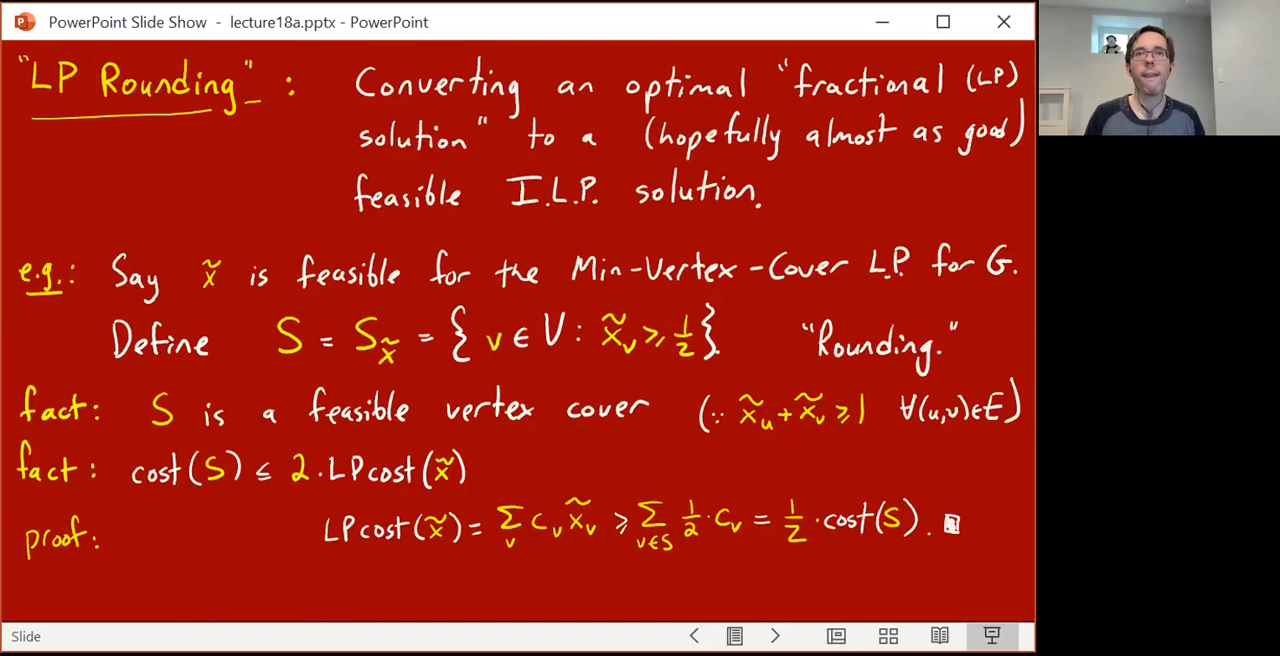 PowerPoint Slide Show - lecture18a.pptx - PowerPoint
"LP Rounding" : Converting an optimal "fractional (LP)
solution" to a (hopefully almost as good)
feasible I.L.P. solution.
e.g.: Say x̃ is feasible for the Min-Vertex-Cover L.P. for G.
Define S = S_x̃ = { v ∈ V : x̃_v ≥ 1/2 }. "Rounding."
fact: S is a feasible vertex cover (∵ x̃_u + x̃_v ≥ 1 ∀(u,v)∈E)
fact: cost(S) ≤ 2·LPcost(x̃)
proof: LPcost(x̃) = Σ_v c_v x̃_v ≥ Σ_{v∈S} 1/2 · c_v = 1/2 · cost(S).
Slide